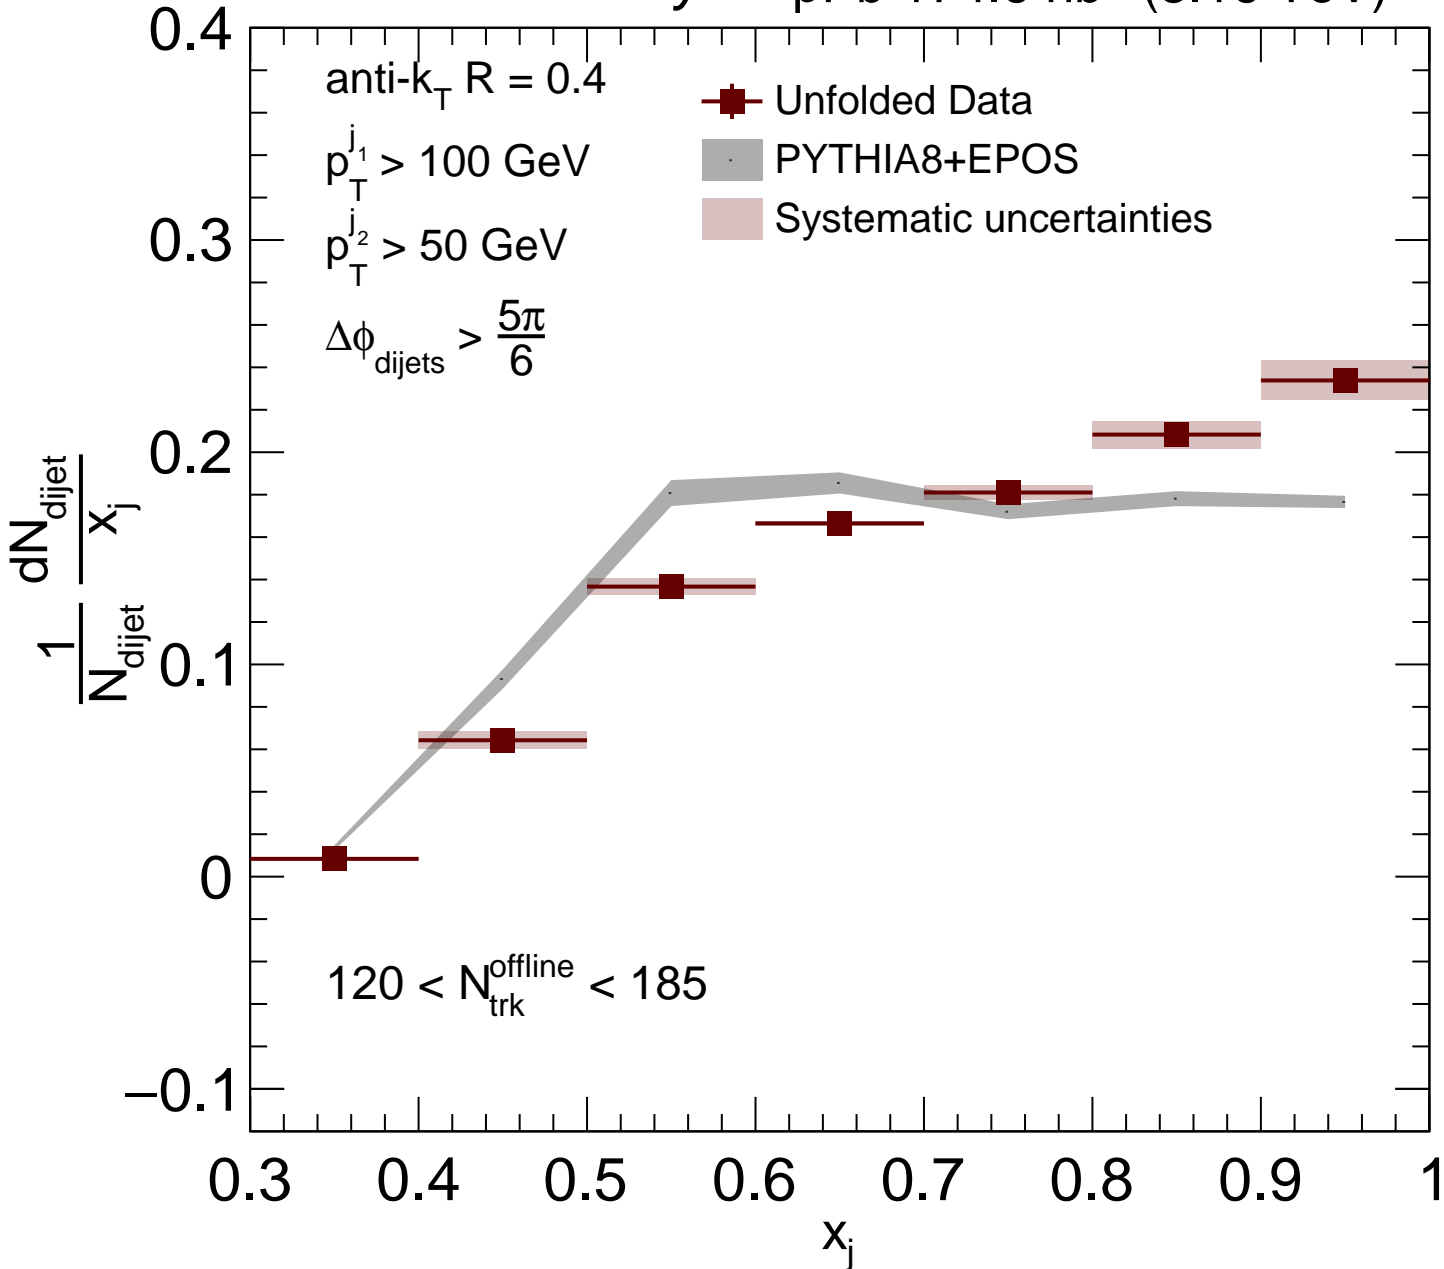 0.4
0.3
0.2
0.1
0
−0.1
0.3 0.4 0.5 0.6 0.7 0.8 0.9 1
x_j
1/N_dijet dN_dijet/x_j
anti-k_T R = 0.4
p_T^{j_1} > 100 GeV
p_T^{j_2} > 50 GeV
Δϕ_dijets > 5π/6
Unfolded Data
PYTHIA8+EPOS
Systematic uncertainties
120 < N_trk^offline < 185